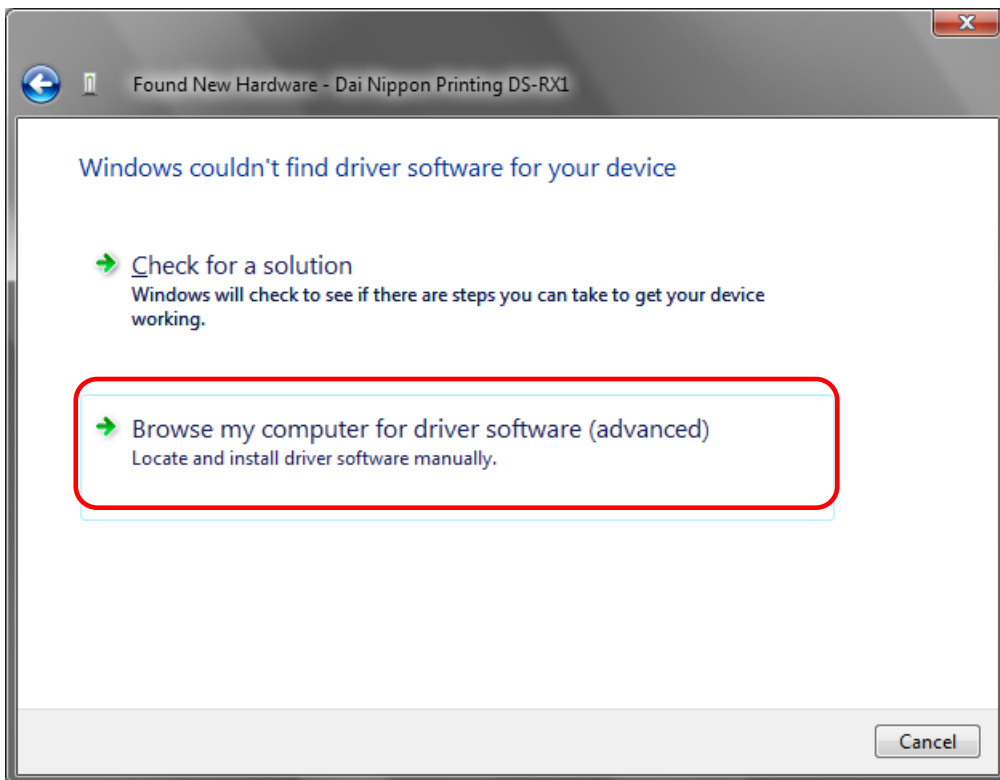 Found New Hardware - Dai Nippon Printing DS-RX1
Windows couldn't find driver software for your device
Check for a solution
Windows will check to see if there are steps you can take to get your device
working.
Browse my computer for driver software (advanced)
Locate and install driver software manually.
Cancel